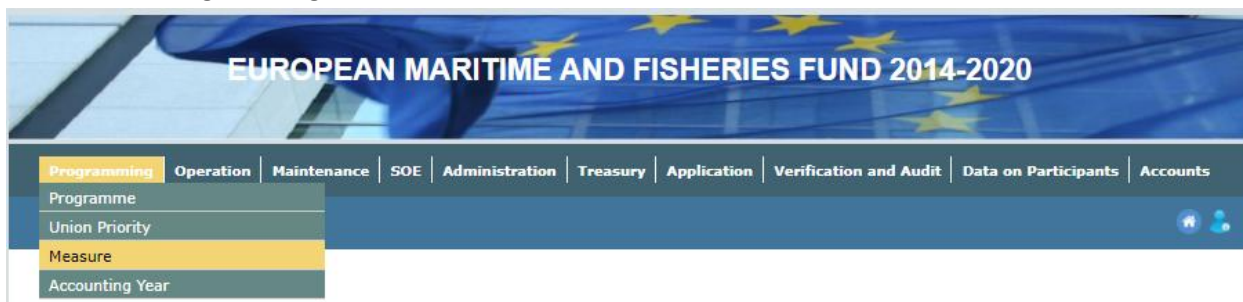 EUROPEAN MARITIME AND FISHERIES FUND 2014-2020
Programming Operation Maintenance SOE Administration Treasury Application Verification and Audit Data on Participants Accounts
Programme
Union Priority
Measure
Accounting Year